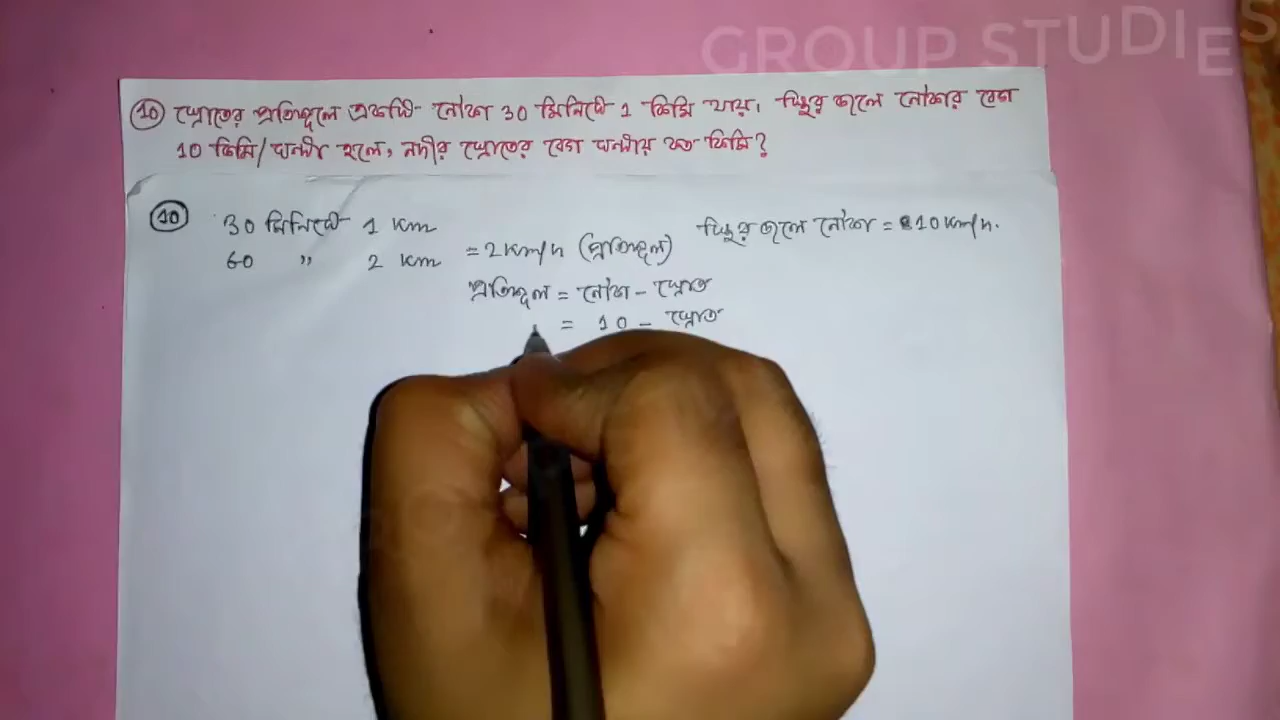 GROUP STUDIES
10 স্রোতের প্রতিকূলে একটি নৌকা 30 মিনিটে 1 কিমি যায়। স্থির জলে নৌকার বেগ
10 কিমি/ঘন্টা হলে, নদীর স্রোতের বেগ ঘন্টায় কত কিমি?
10 30 মিনিটে 1 km স্থির জলে নৌকা = 10 km/h.
60 " 2 km = 2 km/h (প্রতিকূল)
প্রতিকূল = নৌকা - স্রোত
= 10 - স্রোত